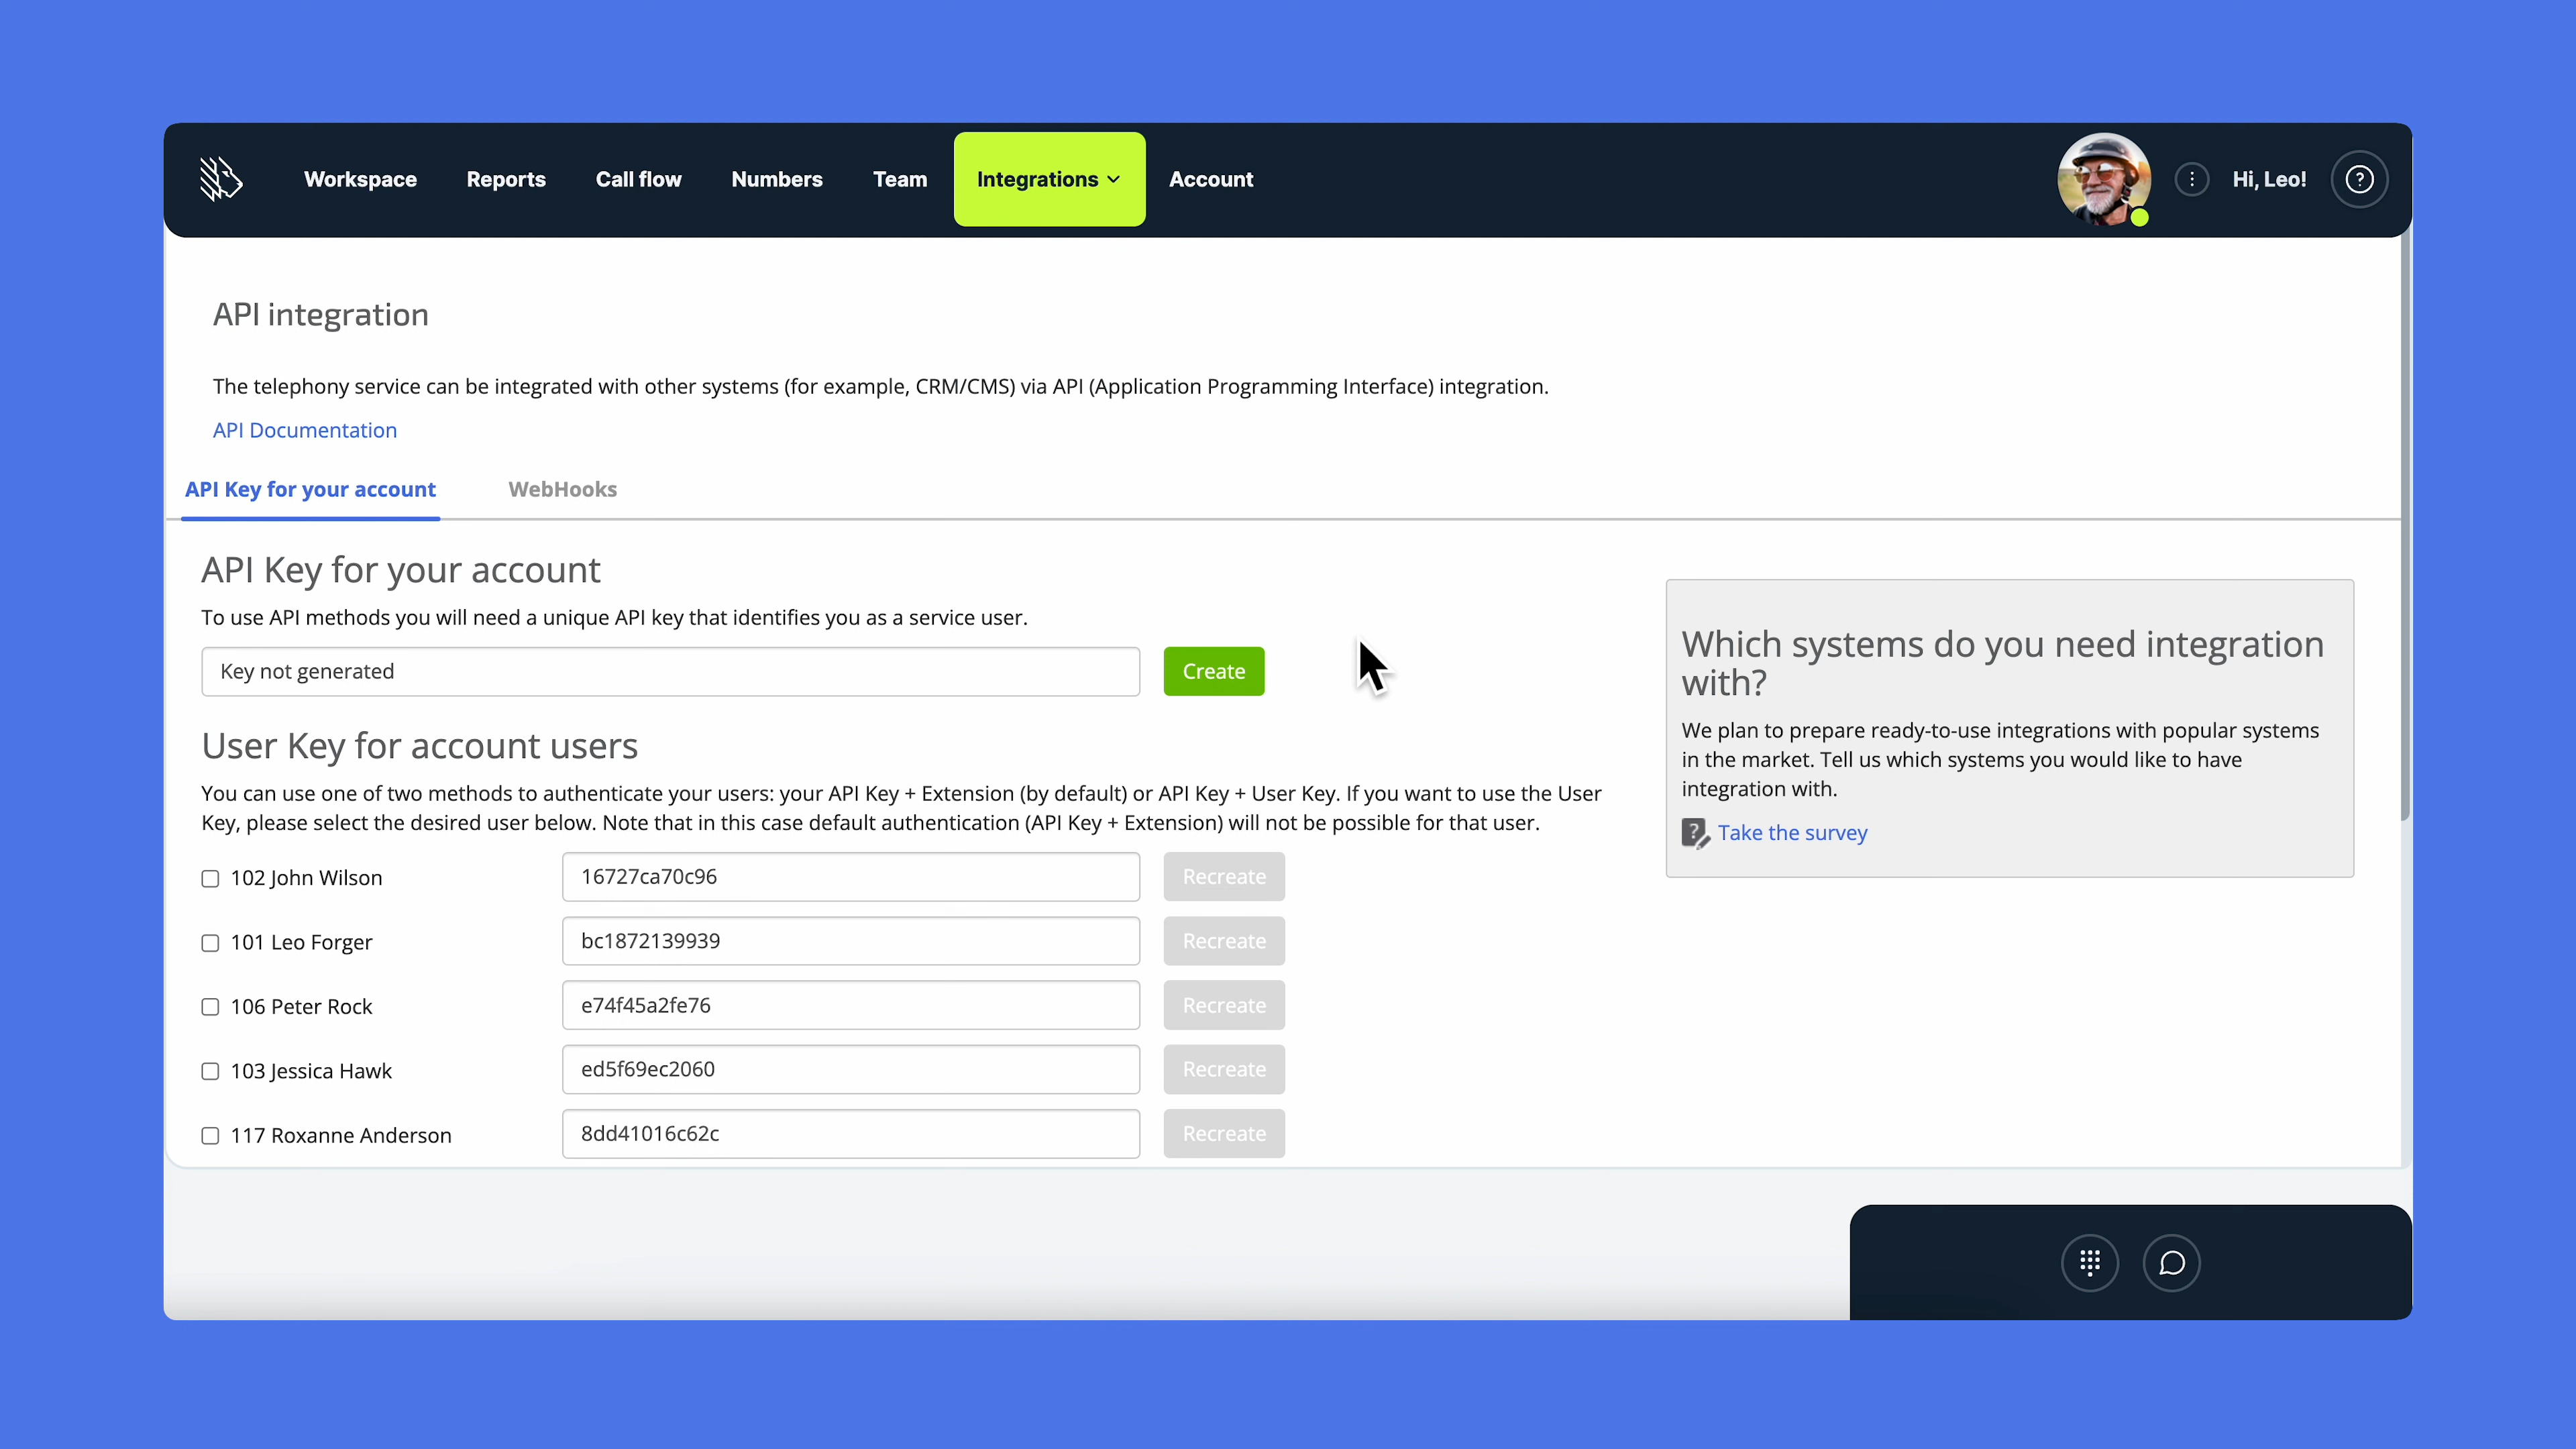 Workspace
Reports
Call flow
Numbers
Team
Integrations
Account
Hi, Leo!
API integration
The telephony service can be integrated with other systems (for example, CRM/CMS) via API (Application Programming Interface) integration.
API Documentation
API Key for your account
WebHooks
API Key for your account
To use API methods you will need a unique API key that identifies you as a service user.
Key not generated
Create
User Key for account users
You can use one of two methods to authenticate your users: your API Key + Extension (by default) or API Key + User Key. If you want to use the User
Key, please select the desired user below. Note that in this case default authentication (API Key + Extension) will not be possible for that user.
102 John Wilson
16727ca70c96
Recreate
101 Leo Forger
bc1872139939
Recreate
106 Peter Rock
e74f45a2fe76
Recreate
103 Jessica Hawk
ed5f69ec2060
Recreate
117 Roxanne Anderson
8dd41016c62c
Recreate
Which systems do you need integration
with?
We plan to prepare ready-to-use integrations with popular systems
in the market. Tell us which systems you would like to have
integration with.
Take the survey